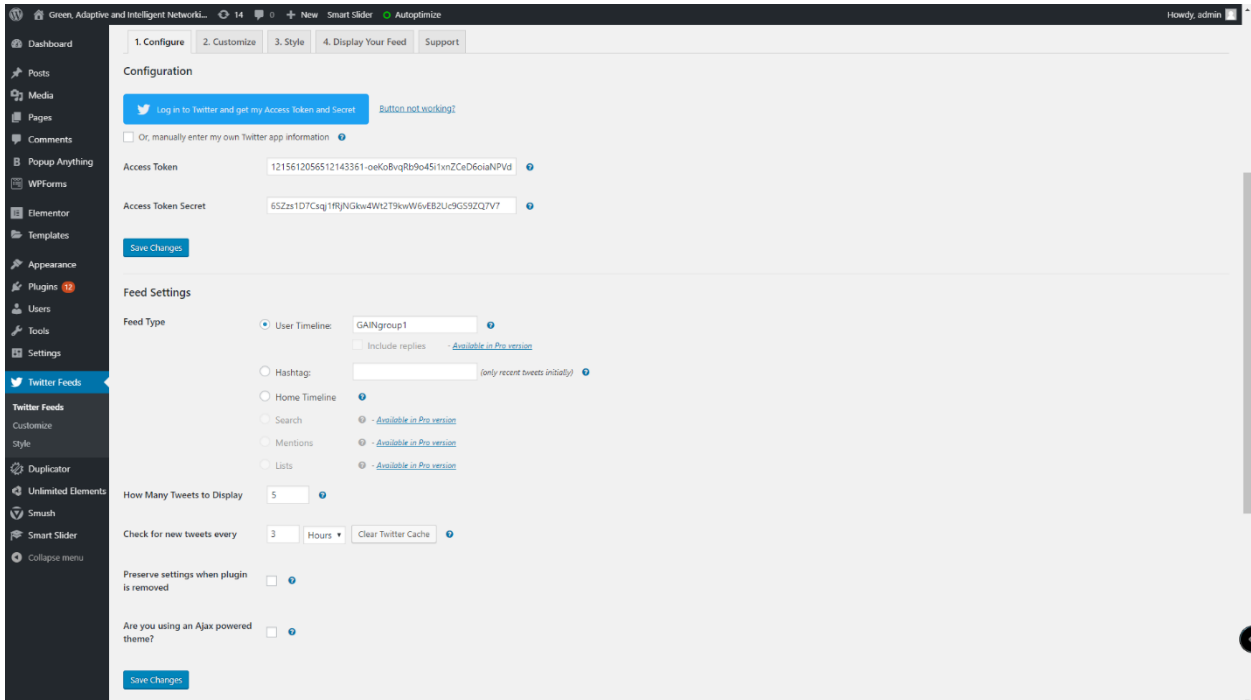 Green, Adaptive and Intelligent Networki... 14 0 + New Smart Slider Autoptimize Howdy, admin
Dashboard
Posts
Media
Pages
Comments
Popup Anything
WPForms
Elementor
Templates
Appearance
Plugins 12
Users
Tools
Settings
Twitter Feeds
Twitter Feeds
Customize
Style
Duplicator
Unlimited Elements
Smush
Smart Slider
Collapse menu
1. Configure 2. Customize 3. Style 4. Display Your Feed Support
Configuration
Log in to Twitter and get my Access Token and Secret Button not working?
Or, manually enter my own Twitter app information
Access Token
Access Token Secret
Save Changes
Feed Settings
Feed Type User Timeline: GAINgroup1
Include replies - Available in Pro version
Hashtag: (only recent tweets initially)
Home Timeline
Search - Available in Pro version
Mentions - Available in Pro version
Lists - Available in Pro version
How Many Tweets to Display 5
Check for new tweets every 3 Hours Clear Twitter Cache
Preserve settings when plugin
is removed
Are you using an Ajax powered
theme?
Save Changes